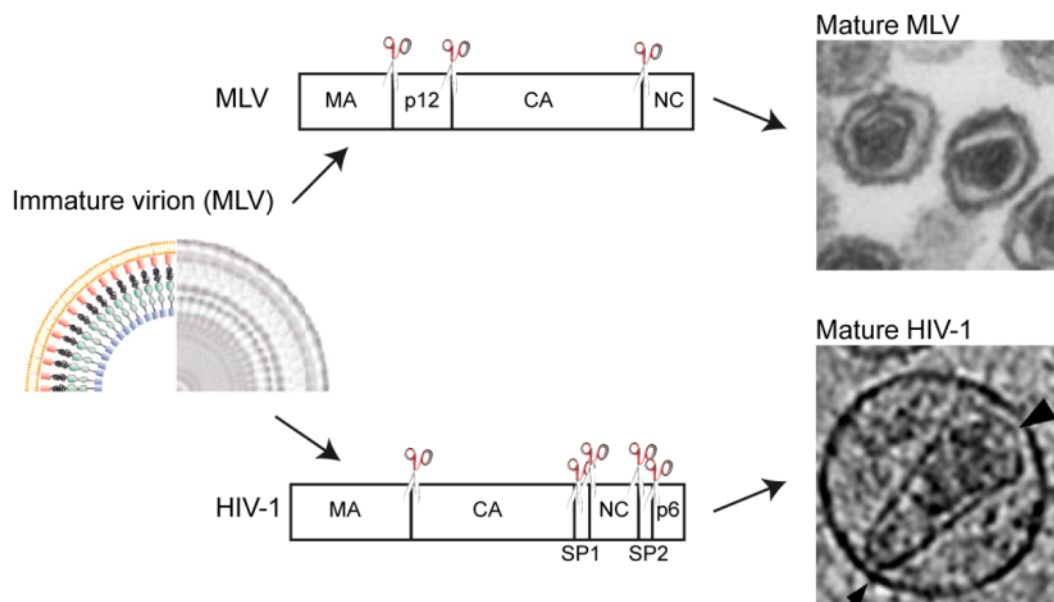 Mature MLV
MLV
MA
p12
CA
NC
Immature virion (MLV)
Mature HIV-1
HIV-1
MA
CA
NC
p6
SP1
SP2